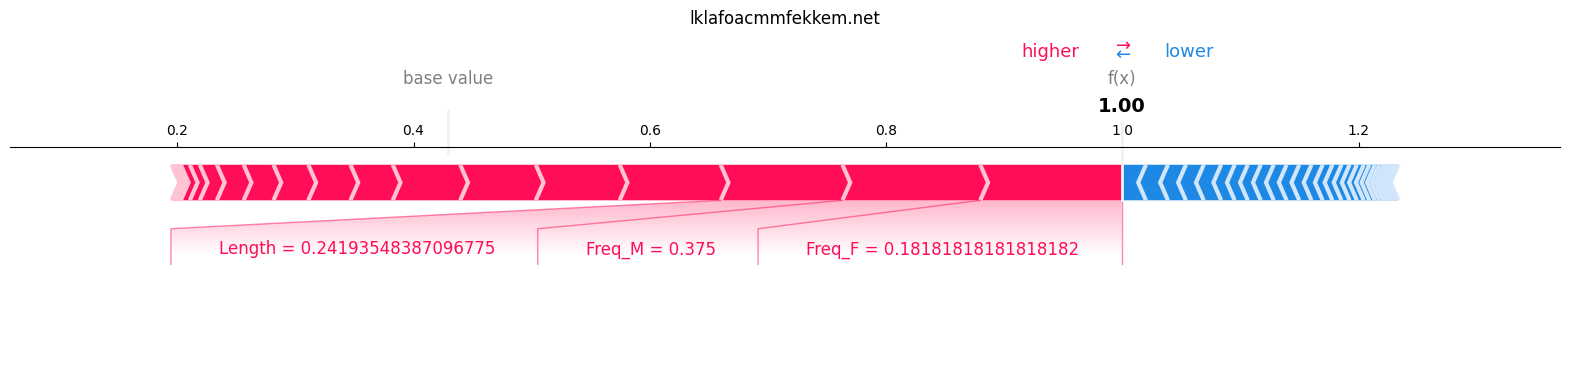 lklafoacmmfekkem.net
higher ⇄ lower
base value f(x)
1.00
0.2 0.4 0.6 0.8 1.0 1.2
Length = 0.24193548387096775 Freq_M = 0.375 Freq_F = 0.18181818181818182